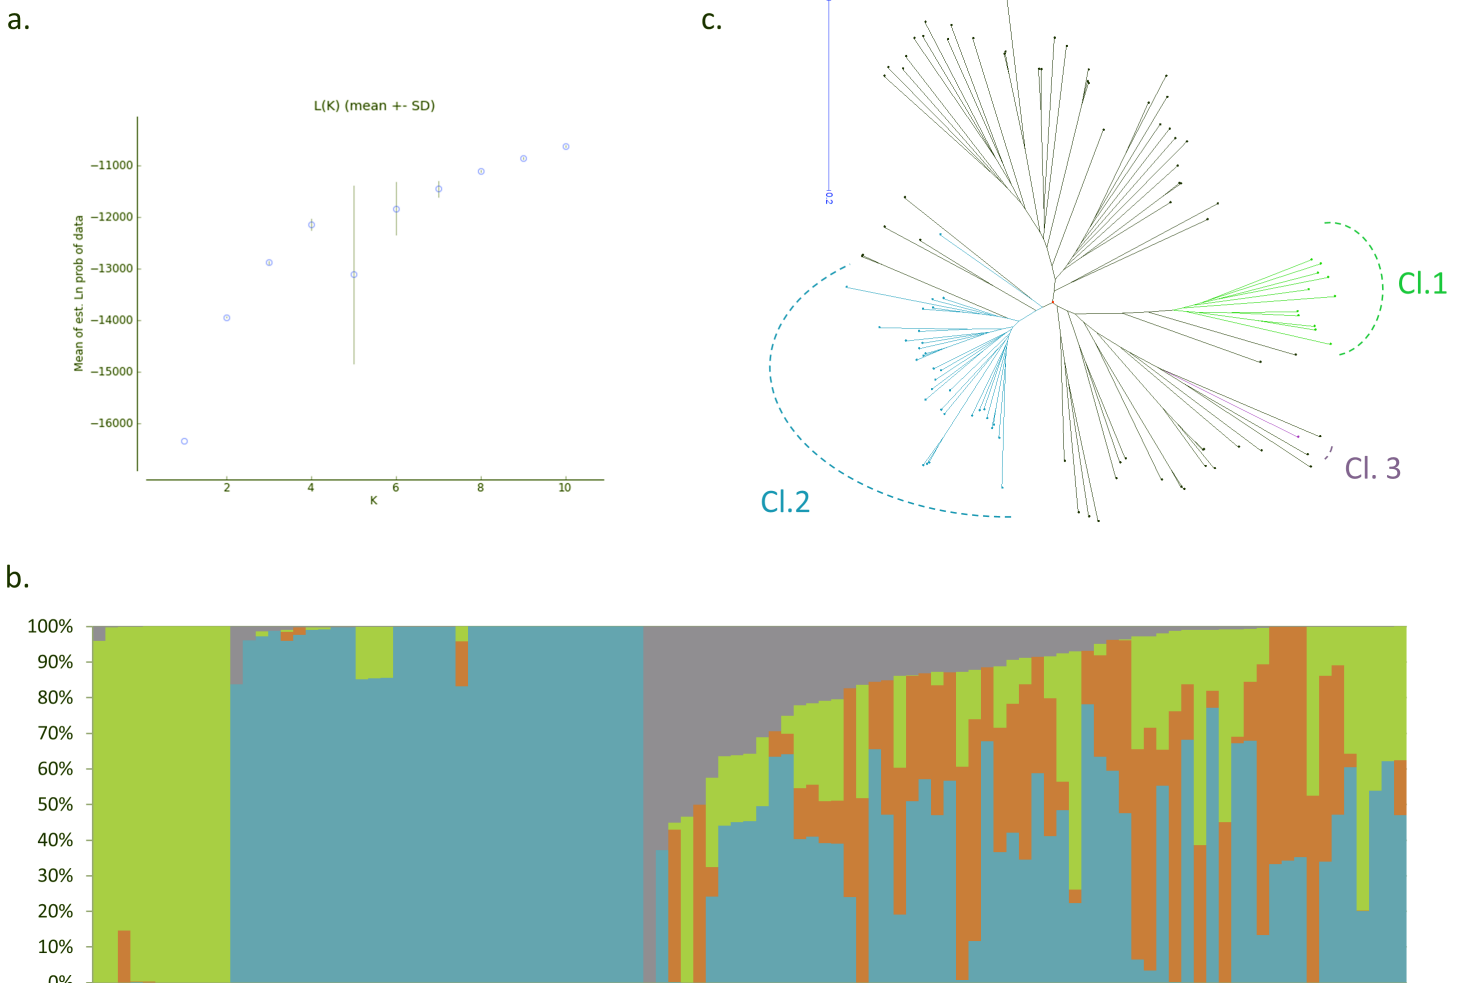 a.
L(K) (mean +- SD)
Mean of est. Ln prob of data
−11000
−12000
−13000
−14000
−15000
−16000
2
4
6
8
10
K
c.
0.2
Cl.1
Cl.2
Cl. 3
b.
100%
90%
80%
70%
60%
50%
40%
30%
20%
10%
0%